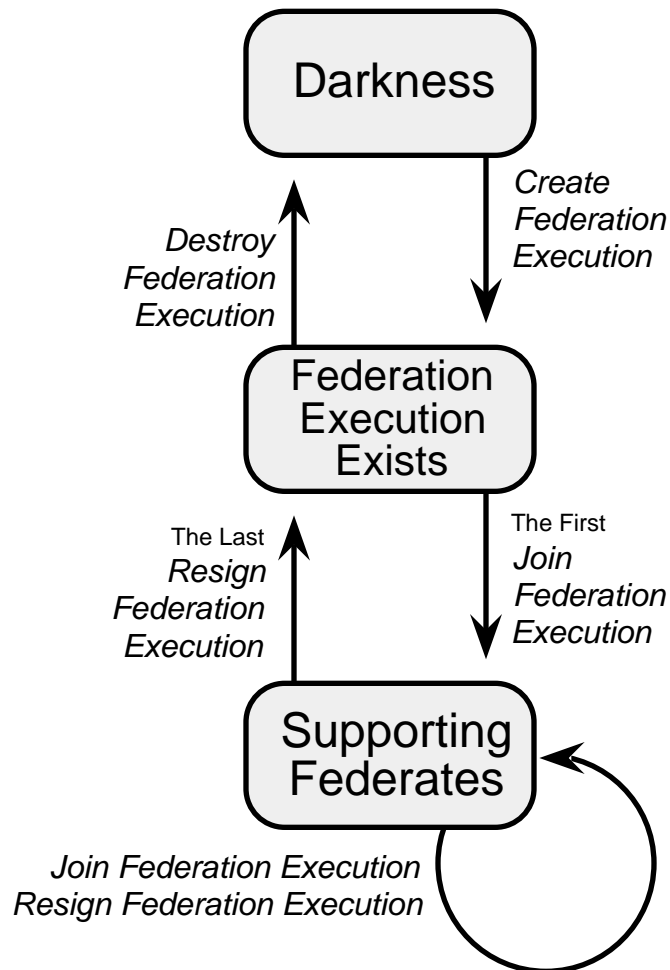 Darkness
Create
Federation
Execution
Destroy
Federation
Execution
Federation
Execution
Exists
The Last
Resign
Federation
Execution
The First
Join
Federation
Execution
Supporting
Federates
Join Federation Execution
Resign Federation Execution